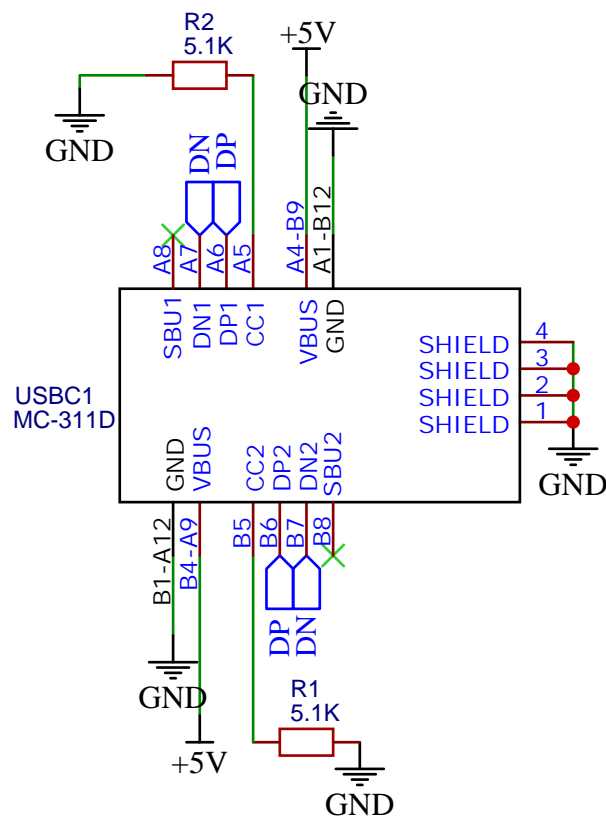 R2
5.1K
+5V
GND
GND
DN
DP
A8
A7
A6
A5
A4-B9
A1-B12
SBU1
DN1
DP1
CC1
VBUS
GND
SHIELD 4
SHIELD 3
SHIELD 2
SHIELD 1
USBC1
MC-311D
GND
VBUS
CC2
DP2
DN2
SBU2
GND
B1-A12
B4-A9
B5
B6
B7
B8
DP
DN
GND
R1
5.1K
+5V
GND